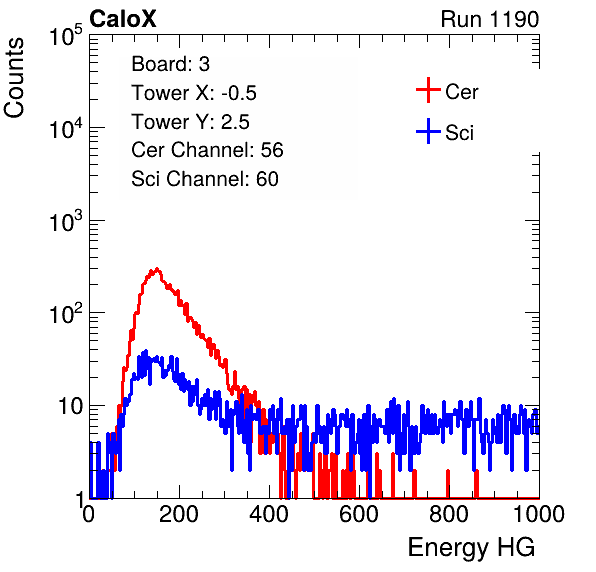 CaloX Run 1190
Counts
10^5
10^4
10^3
10^2
10
1
Board: 3
Tower X: -0.5
Tower Y: 2.5
Cer Channel: 56
Sci Channel: 60
Cer
Sci
0 200 400 600 800 1000
Energy HG